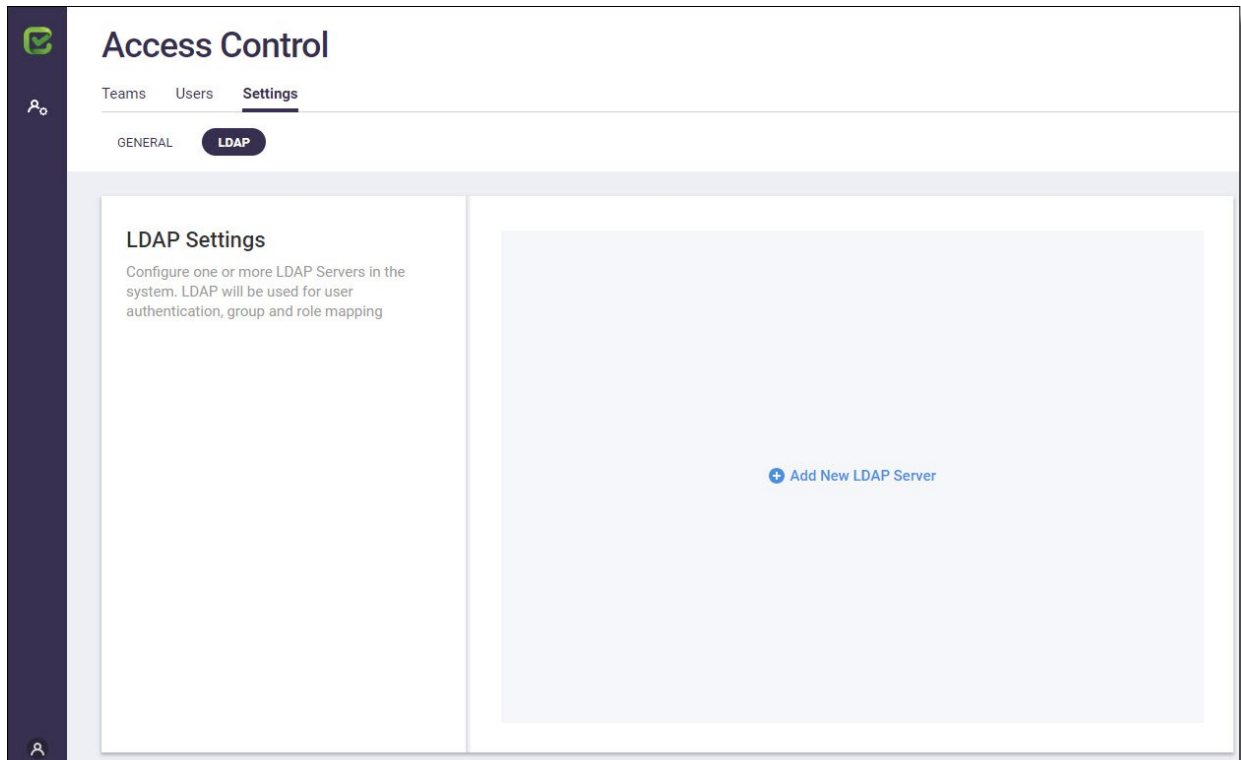 Access Control
Teams Users Settings
GENERAL LDAP
LDAP Settings
Configure one or more LDAP Servers in the
system. LDAP will be used for user
authentication, group and role mapping
Add New LDAP Server